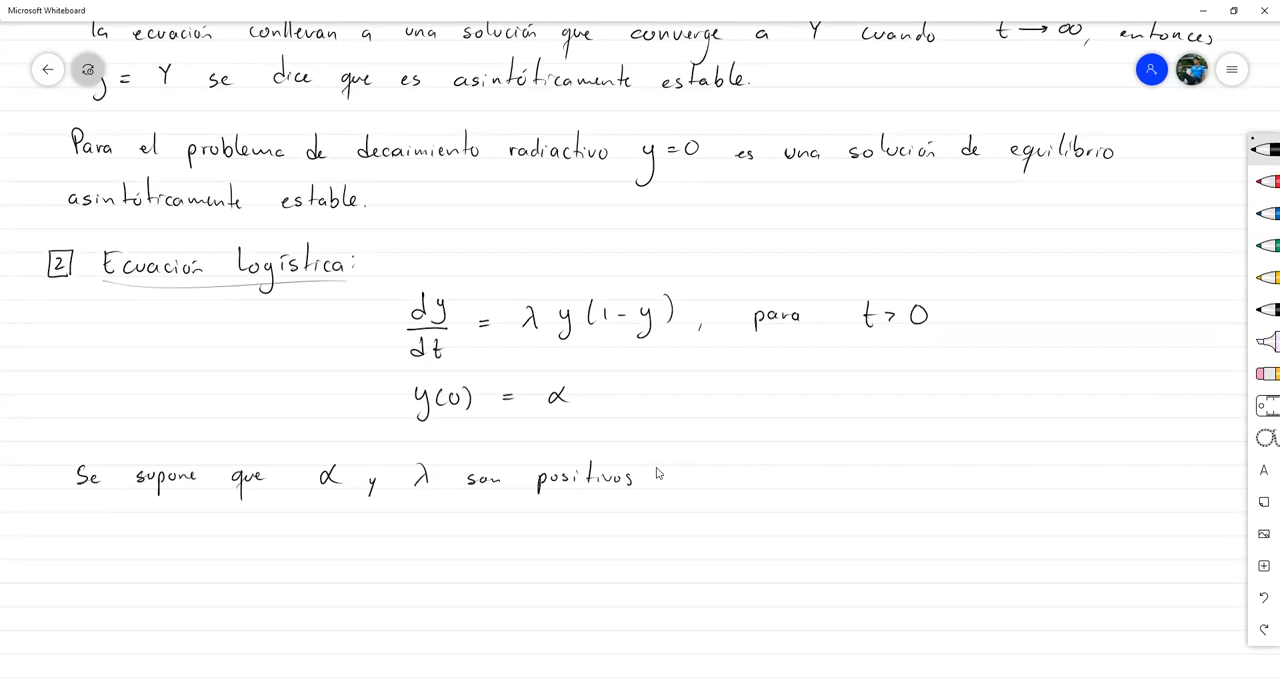 Microsoft Whiteboard
la ecuación conllevan a una solución que converge a Y cuando t → ∞, entonces
y = Y se dice que es asintóticamente estable.
Para el problema de decaimiento radiactivo y = 0 es una solución de equilibrio
asintóticamente estable.
2 Ecuación Logística:
dy/dt = λ y (1 - y), para t > 0
y(0) = α
Se supone que α y λ son positivos